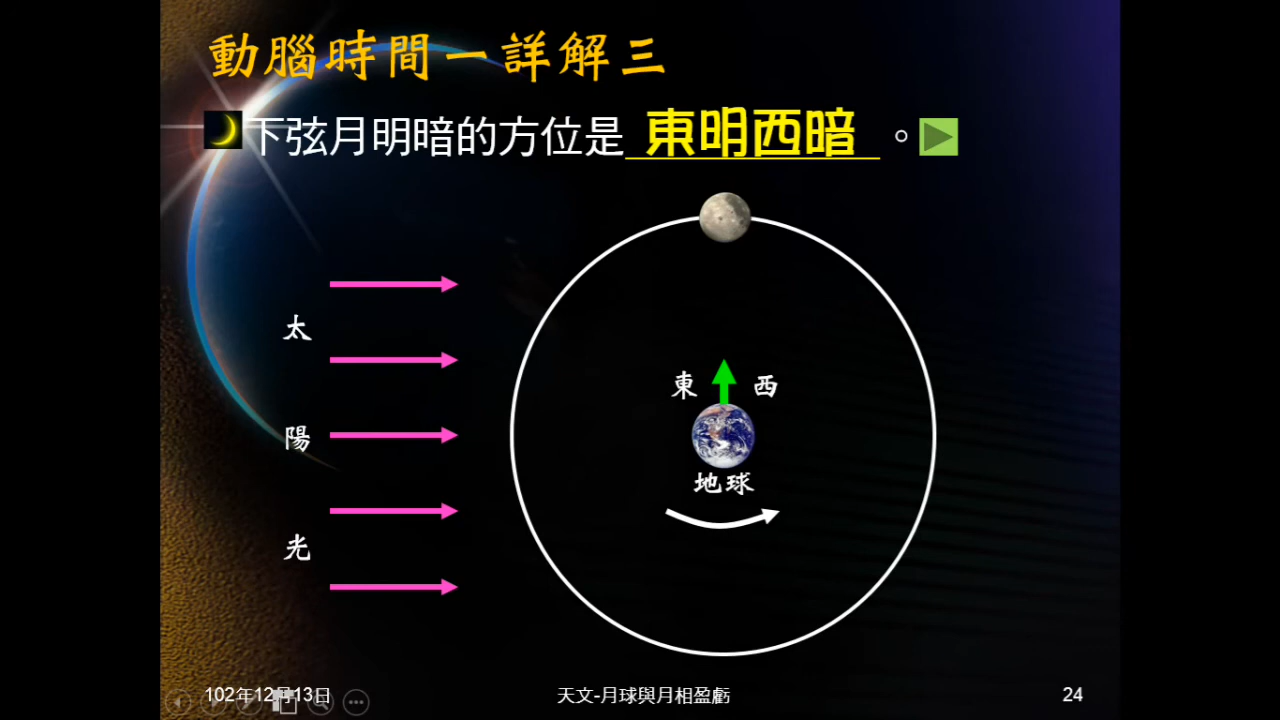 動腦時間－詳解三
下弦月明暗的方位是 東明西暗 。
太
陽
光
東 西
地球
102年12月13日
天文-月球與月相盈虧
24